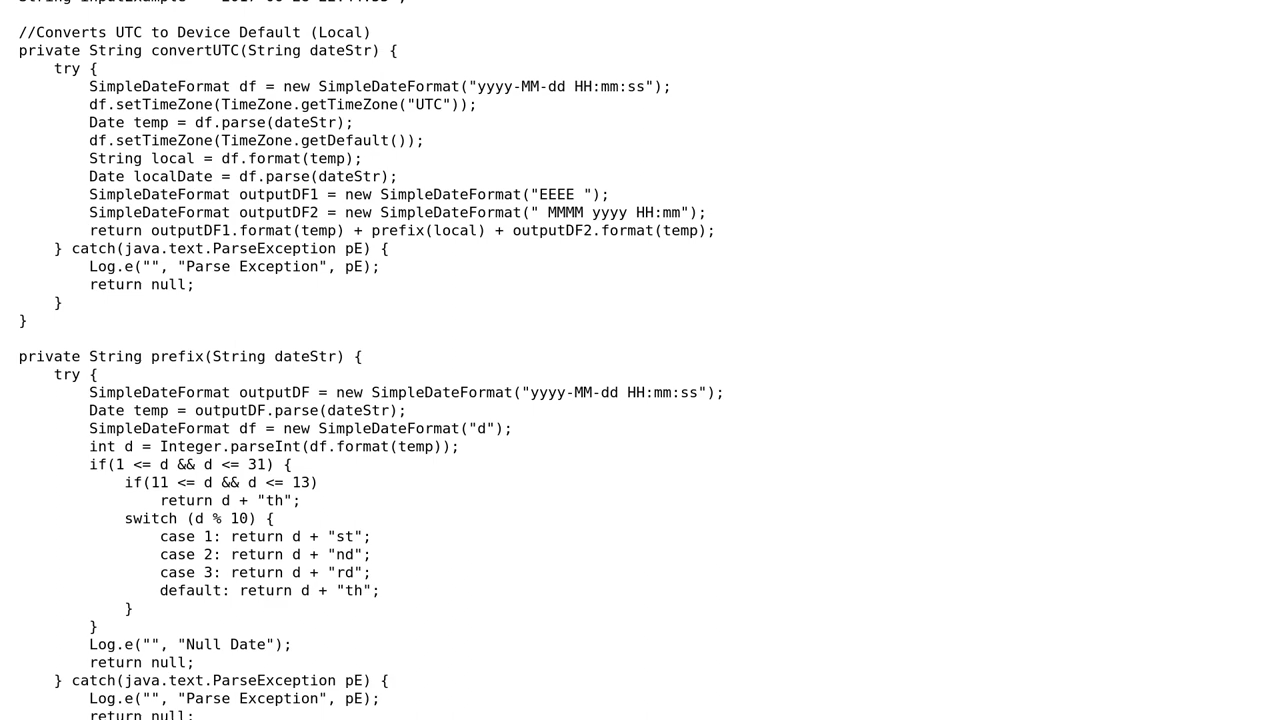 //Converts UTC to Device Default (Local)
private String convertUTC(String dateStr) {
    try {
        SimpleDateFormat df = new SimpleDateFormat("yyyy-MM-dd HH:mm:ss");
        df.setTimeZone(TimeZone.getTimeZone("UTC"));
        Date temp = df.parse(dateStr);
        df.setTimeZone(TimeZone.getDefault());
        String local = df.format(temp);
        Date localDate = df.parse(dateStr);
        SimpleDateFormat outputDF1 = new SimpleDateFormat("EEEE ");
        SimpleDateFormat outputDF2 = new SimpleDateFormat(" MMMM yyyy HH:mm");
        return outputDF1.format(temp) + prefix(local) + outputDF2.format(temp);
    } catch(java.text.ParseException pE) {
        Log.e("", "Parse Exception", pE);
        return null;
    }
}
private String prefix(String dateStr) {
    try {
        SimpleDateFormat outputDF = new SimpleDateFormat("yyyy-MM-dd HH:mm:ss");
        Date temp = outputDF.parse(dateStr);
        SimpleDateFormat df = new SimpleDateFormat("d");
        int d = Integer.parseInt(df.format(temp));
        if(1 <= d && d <= 31) {
            if(11 <= d && d <= 13)
                return d + "th";
            switch (d % 10) {
                case 1: return d + "st";
                case 2: return d + "nd";
                case 3: return d + "rd";
                default: return d + "th";
            }
        }
        Log.e("", "Null Date");
        return null;
    } catch(java.text.ParseException pE) {
        Log.e("", "Parse Exception", pE);
        return null;